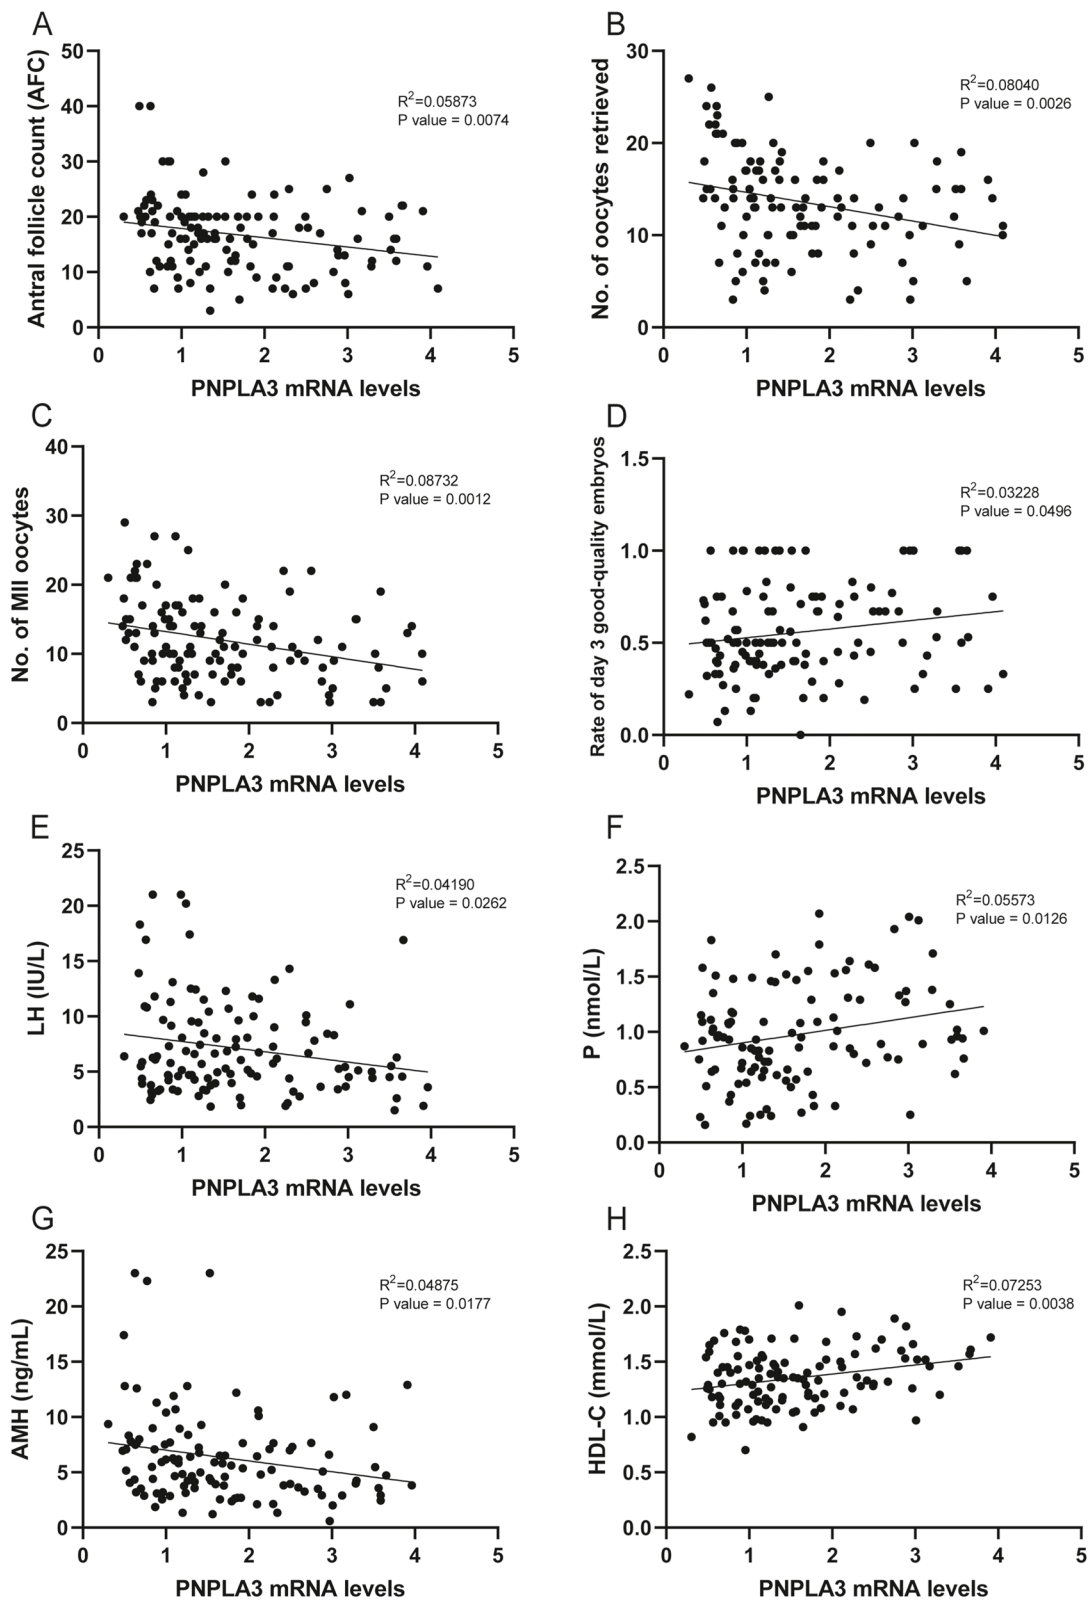 A
Antral follicle count (AFC)
50
40
30
20
10
0
R2=0.05873
P value = 0.0074
0 1 2 3 4 5
PNPLA3 mRNA levels
B
No. of oocytes retrieved
30
20
10
0
R2=0.08040
P value = 0.0026
0 1 2 3 4 5
PNPLA3 mRNA levels
C
No. of MII oocytes
40
30
20
10
0
R2=0.08732
P value = 0.0012
0 1 2 3 4 5
PNPLA3 mRNA levels
D
Rate of day 3 good-quality embryos
1.5
1.0
0.5
0.0
R2=0.03228
P value = 0.0496
0 1 2 3 4 5
PNPLA3 mRNA levels
E
LH (IU/L)
25
20
15
10
5
0
R2=0.04190
P value = 0.0262
0 1 2 3 4 5
PNPLA3 mRNA levels
F
P (nmol/L)
2.5
2.0
1.5
1.0
0.5
0.0
R2=0.05573
P value = 0.0126
0 1 2 3 4 5
PNPLA3 mRNA levels
G
AMH (ng/mL)
25
20
15
10
5
0
R2=0.04875
P value = 0.0177
0 1 2 3 4 5
PNPLA3 mRNA levels
H
HDL-C (mmol/L)
2.5
2.0
1.5
1.0
0.5
0.0
R2=0.07253
P value = 0.0038
0 1 2 3 4 5
PNPLA3 mRNA levels